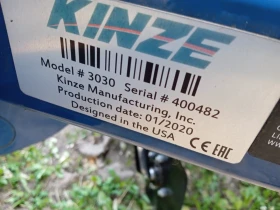 KINZE
Model # 3030 Serial # 400482
Kinze Manufacturing, Inc.
Production date: 01/2020
Designed in the USA
CE EAC